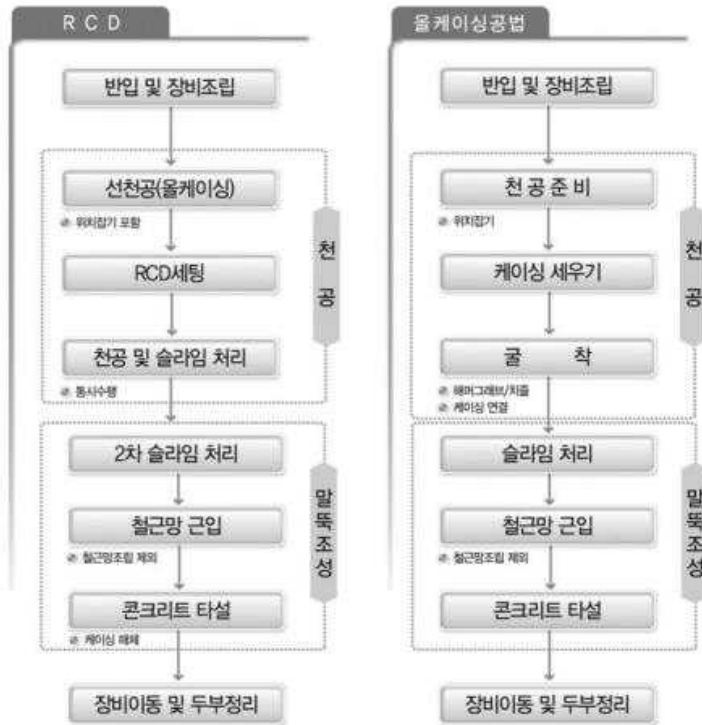 R C D
반입 및 장비조립
선천공(올케이싱)
위치잡기 포함
RCD세팅
천공 및 슬라임 처리
동시수행
천공
2차 슬라임 처리
철근망 근입
철근망조립 제외
콘크리트 타설
케이싱 해체
말뚝조성
장비이동 및 두부정리
올케이싱공법
반입 및 장비조립
천 공 준 비
위치잡기
케이싱 세우기
굴 착
해머그래브/치즐
케이싱 연결
천공
슬라임 처리
철근망 근입
철근망조립 제외
콘크리트 타설
말뚝조성
장비이동 및 두부정리